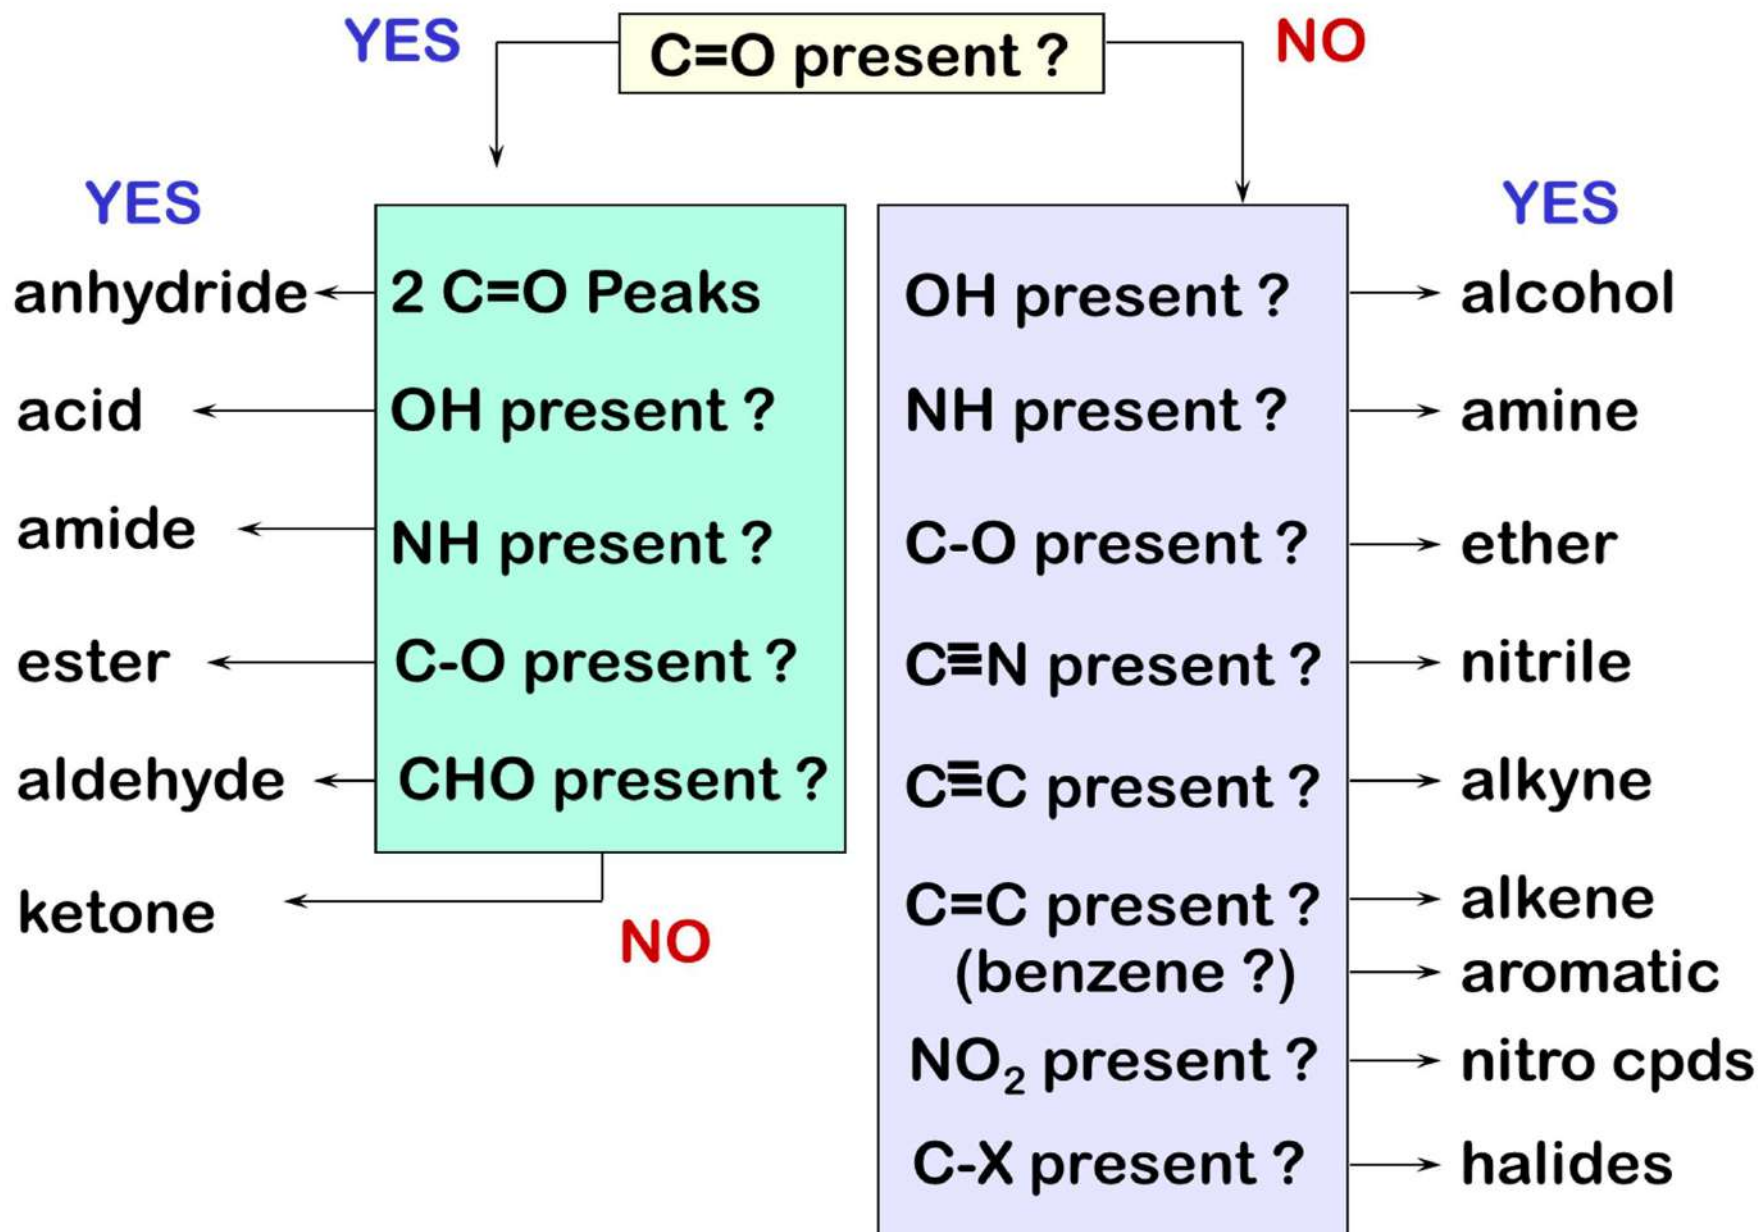 YES
C=O present ?
NO
YES
YES
anhydride
2 C=O Peaks
OH present ?
alcohol
acid
OH present ?
NH present ?
amine
amide
NH present ?
C-O present ?
ether
ester
C-O present ?
C≡N present ?
nitrile
aldehyde
CHO present ?
C≡C present ?
alkyne
ketone
NO
C=C present ?
alkene
(benzene ?)
aromatic
NO₂ present ?
nitro cpds
C-X present ?
halides